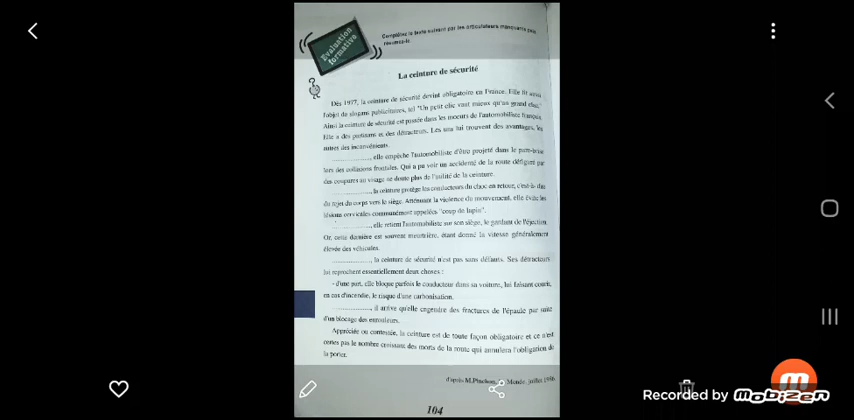 Evaluation
formative
Complétez le texte suivant par les articulateurs manquants puis
résumez-le.
La ceinture de sécurité
Dès 1977, la ceinture de sécurité devint obligatoire en France. Elle fit aussi
l'objet de slogans publicitaires, tel "Un petit clic vaut mieux qu'un grand choc."
Ainsi la ceinture de sécurité est passée dans les moeurs de l'automobiliste français.
Elle a des partisans et des détracteurs. Les uns lui trouvent des avantages, les
autres des inconvénients.
..............., elle empêche l'automobiliste d'être projeté dans le pare-brise
lors des collisions frontales. Qui a pu voir un accidenté de la route défiguré par
des coupures au visage ne doute plus de l'utilité de la ceinture.
..............., la ceinture protège les conducteurs du choc en retour, c'est-à-dire
du rejet du corps vers le siège. Atténuant la violence du mouvement, elle évite les
lésions cervicales communément appelées "coup de lapin".
..............., elle retient l'automobiliste sur son siège, le gardant de l'éjection.
Or, cette dernière est souvent meurtrière, étant donné la vitesse généralement
élevée des véhicules.
..............., la ceinture de sécurité n'est pas sans défauts. Ses détracteurs
lui reprochent essentiellement deux choses :
- d'une part, elle bloque parfois le conducteur dans sa voiture, lui faisant courir,
en cas d'incendie, le risque d'une carbonisation.
..............., il arrive qu'elle engendre des fractures de l'épaule par suite
d'un blocage des enrouleurs.
Appréciée ou contestée, la ceinture est de toute façon obligatoire et ce n'est
certes pas le nombre croissant des morts de la route qui annulera l'obligation de
la porter.
d'après M.Pinchon, Monde, juillet 1986
104
Recorded by mobizen